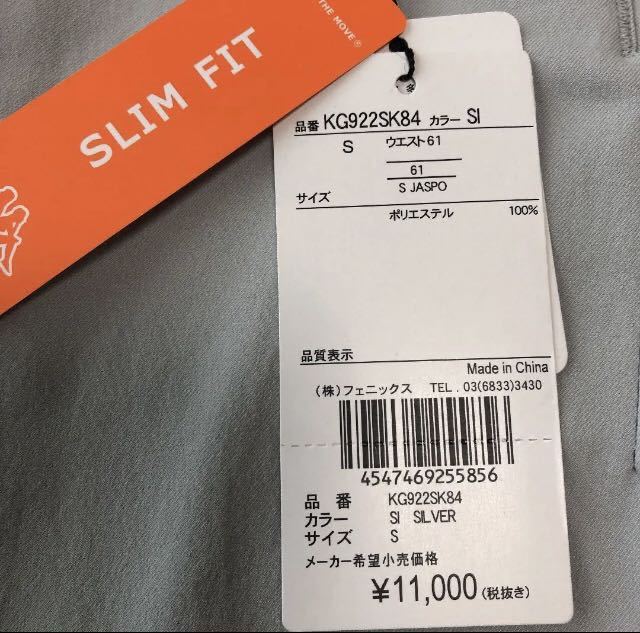 THE MOVE®
SLIM FIT
品番 KG922SK84 カラー SI
S ウエスト61
61
サイズ S JASPO
ポリエステル 100%
品質表示
Made in China
(株)フェニックス TEL.03(6833)3430
4547469255856
品番 KG922SK84
カラー SI SILVER
サイズ S
メーカー希望小売価格
¥11,000(税抜き)